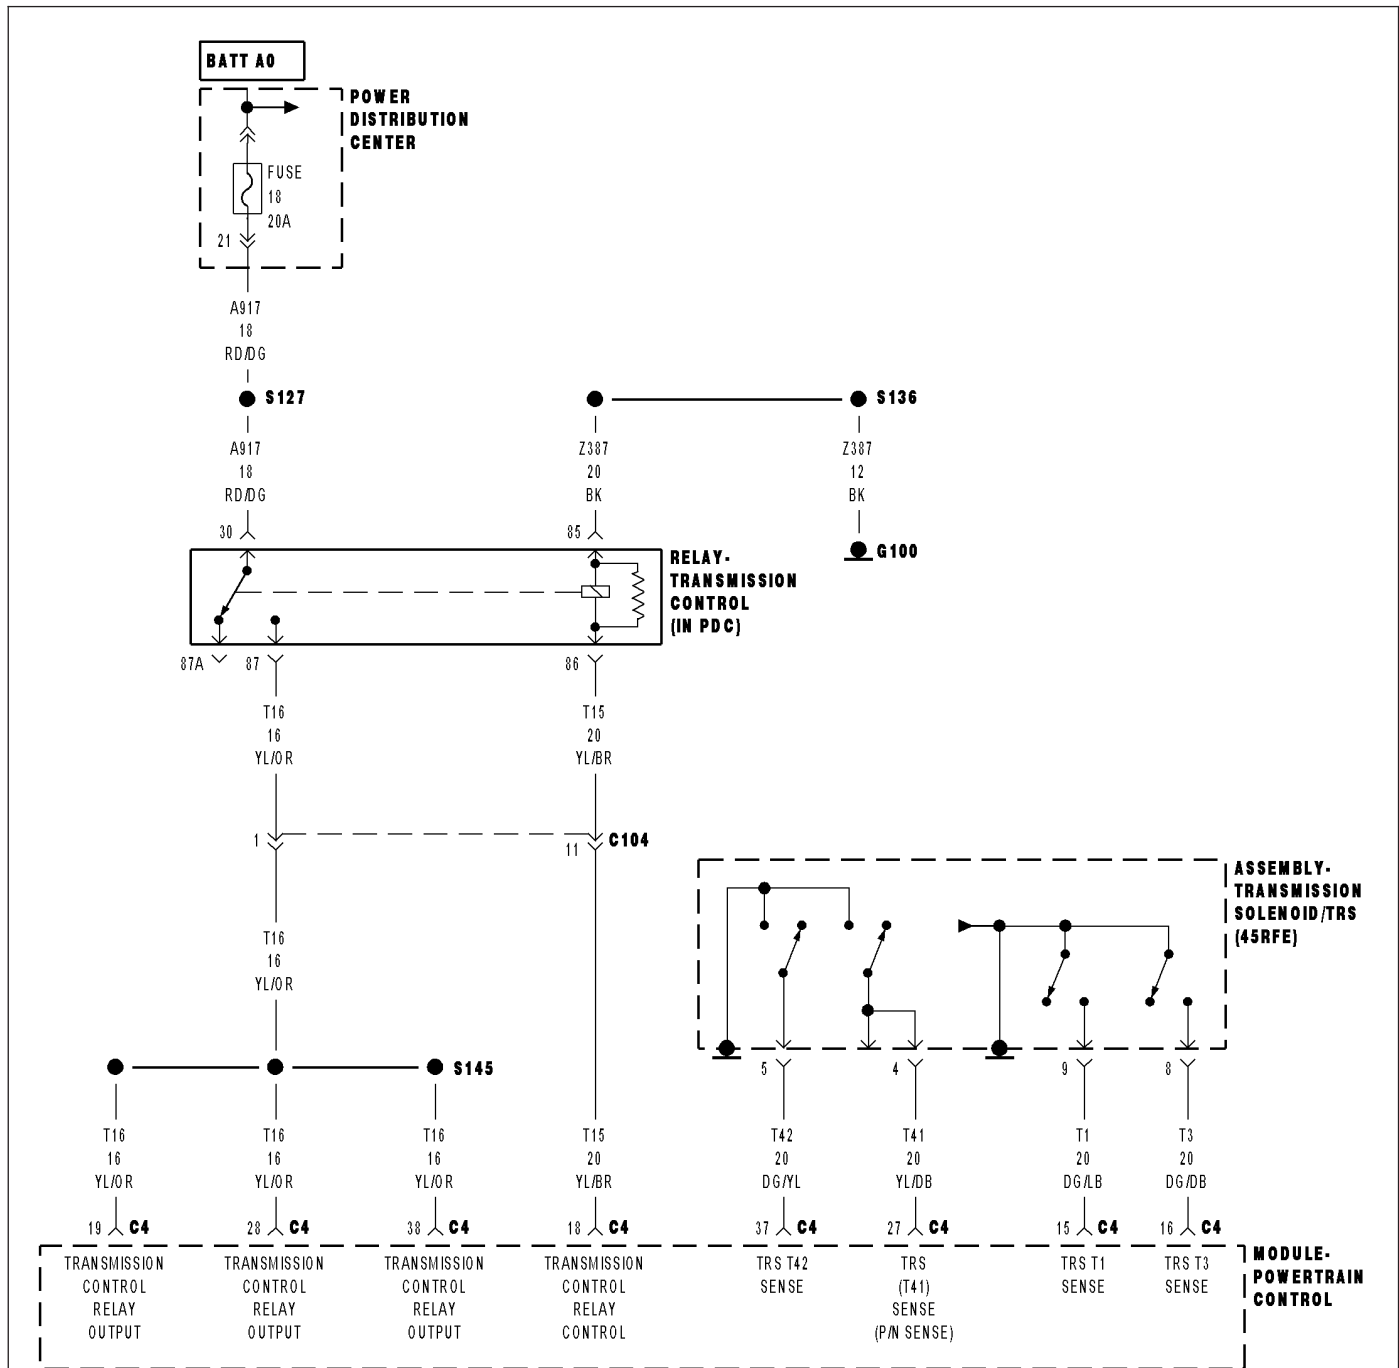 BATT A0
POWER
DISTRIBUTION
CENTER
FUSE
18
20A
21
A917
18
RD/DG
S127
S136
A917
18
RD/DG
Z387
20
BK
Z387
12
BK
30
85
G100
RELAY-
TRANSMISSION
CONTROL
(IN PDC)
87A
87
86
T16
16
YL/OR
T15
20
YL/BR
1
11
C104
ASSEMBLY-
TRANSMISSION
SOLENOID/TRS
(45RFE)
T16
16
YL/OR
S145
5
4
9
8
T16
16
YL/OR
T16
16
YL/OR
T16
16
YL/OR
T15
20
YL/BR
T42
20
DG/YL
T41
20
YL/DB
T1
20
DG/LB
T3
20
DG/DB
19 C4
28 C4
38 C4
18 C4
37 C4
27 C4
15 C4
16 C4
TRANSMISSION
CONTROL
RELAY
OUTPUT
TRANSMISSION
CONTROL
RELAY
OUTPUT
TRANSMISSION
CONTROL
RELAY
OUTPUT
TRANSMISSION
CONTROL
RELAY
CONTROL
TRS T42
SENSE
TRS
(T41)
SENSE
(P/N SENSE)
TRS T1
SENSE
TRS T3
SENSE
MODULE-
POWERTRAIN
CONTROL